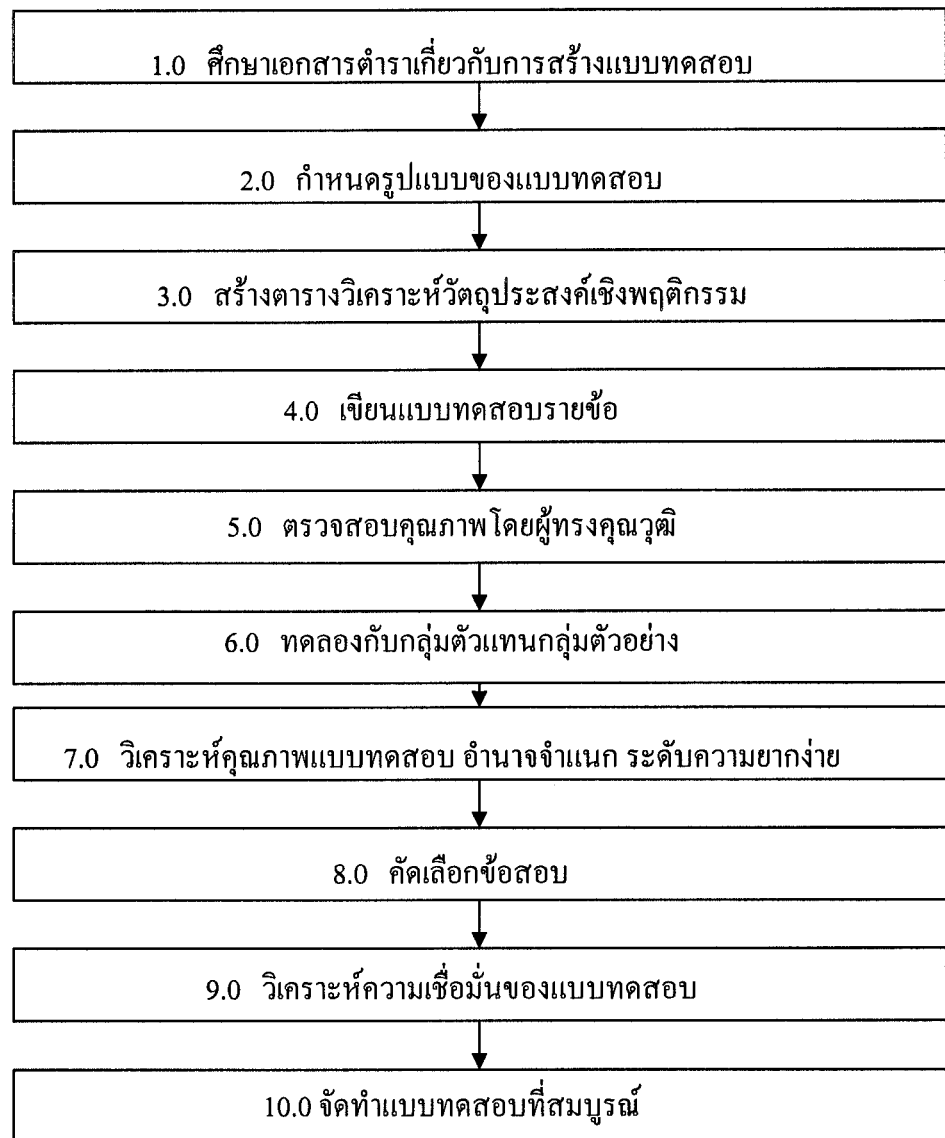 1.0 ศึกษาเอกสารตำราเกี่ยวกับการสร้างแบบทดสอบ
2.0 กำหนดรูปแบบของแบบทดสอบ
3.0 สร้างตารางวิเคราะห์วัตถุประสงค์เชิงพฤติกรรม
4.0 เขียนแบบทดสอบรายข้อ
5.0 ตรวจสอบคุณภาพโดยผู้ทรงคุณวุฒิ
6.0 ทดลองกับกลุ่มตัวแทนกลุ่มตัวอย่าง
7.0 วิเคราะห์คุณภาพแบบทดสอบ อำนาจจำแนก ระดับความยากง่าย
8.0 คัดเลือกข้อสอบ
9.0 วิเคราะห์ความเชื่อมั่นของแบบทดสอบ
10.0 จัดทำแบบทดสอบที่สมบูรณ์